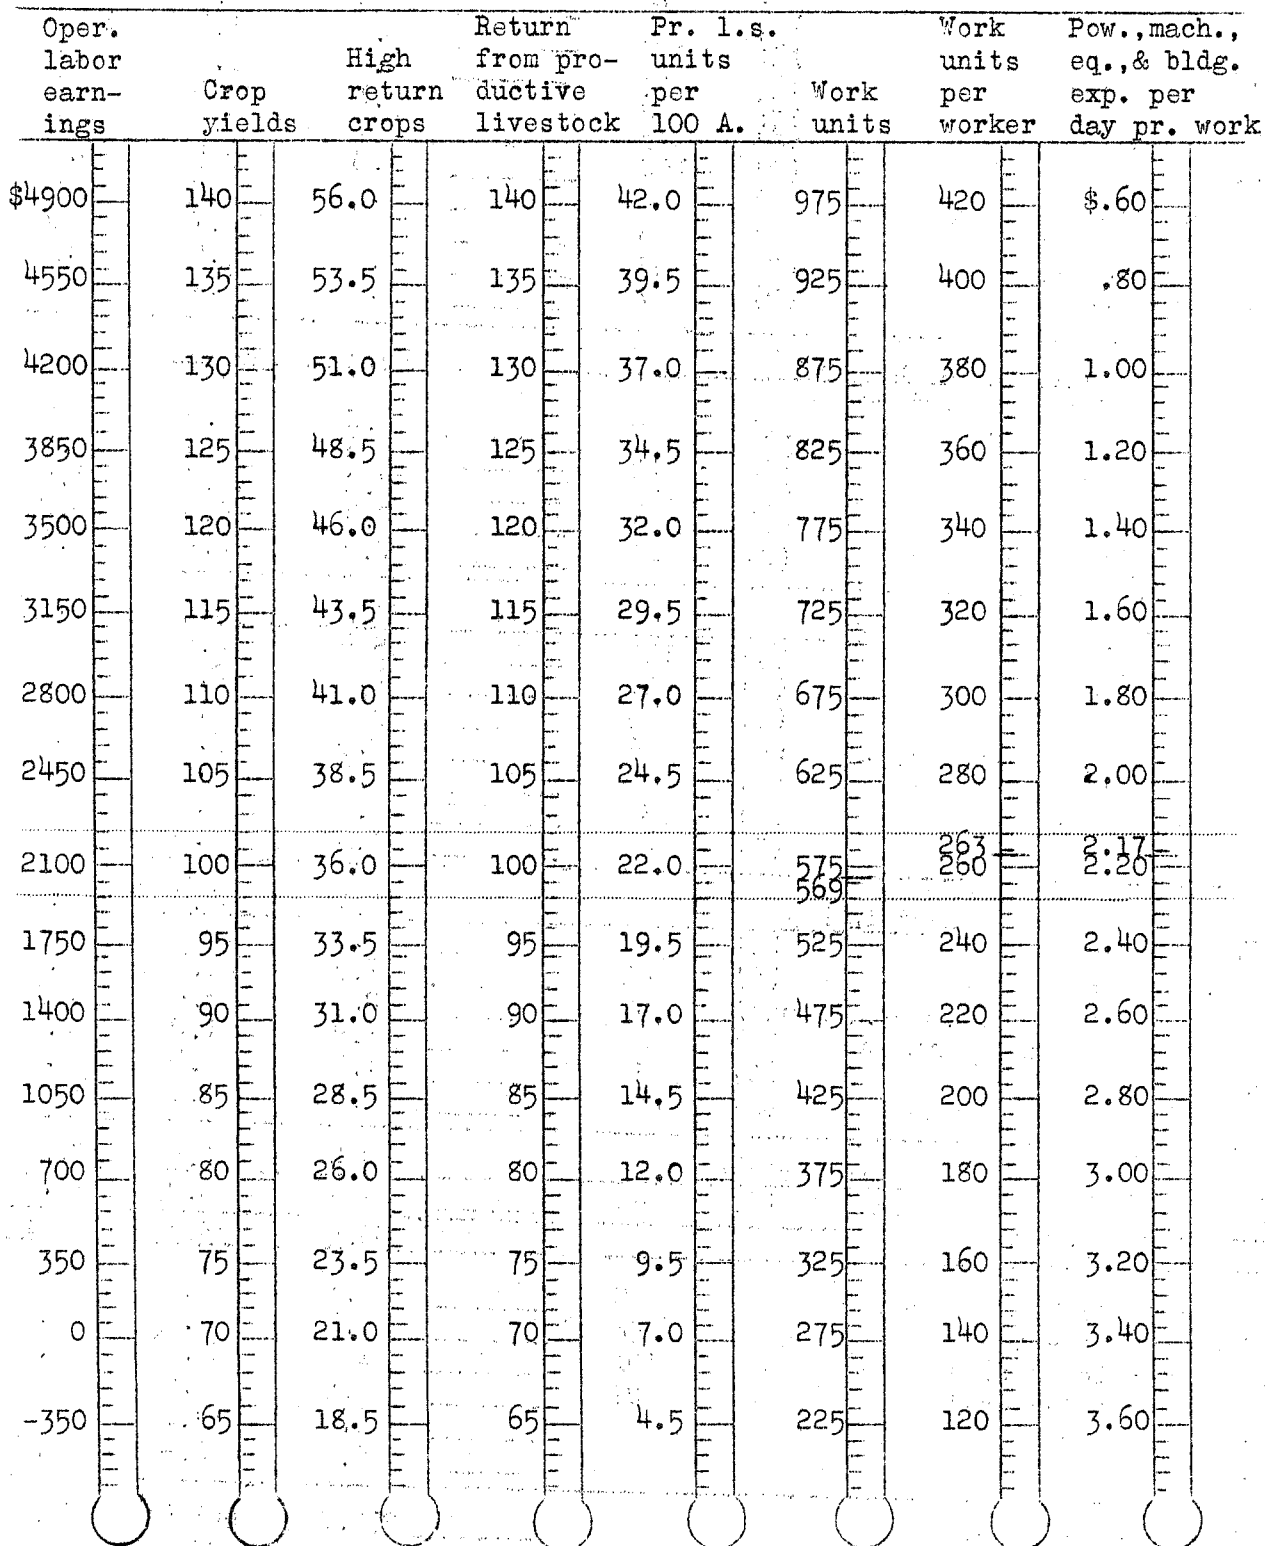 Oper. Return Pr. l.s. Work Pow.,mach.,
labor High from pro- units units eq.,& bldg.
earn- Crop return ductive per Work per exp. per
ings yields crops livestock 100 A. units worker day pr. work
$4900 140 56.0 140 42.0 975 420 $.60
4550 135 53.5 135 39.5 925 400 .80
4200 130 51.0 130 37.0 875 380 1.00
3850 125 48.5 125 34.5 825 360 1.20
3500 120 46.0 120 32.0 775 340 1.40
3150 115 43.5 115 29.5 725 320 1.60
2800 110 41.0 110 27.0 675 300 1.80
2450 105 38.5 105 24.5 625 280 2.00
263 2.17
2100 100 36.0 100 22.0 575 260 2.20
569
1750 95 33.5 95 19.5 525 240 2.40
1400 90 31.0 90 17.0 475 220 2.60
1050 85 28.5 85 14.5 425 200 2.80
700 80 26.0 80 12.0 375 180 3.00
350 75 23.5 75 9.5 325 160 3.20
0 70 21.0 70 7.0 275 140 3.40
-350 65 18.5 65 4.5 225 120 3.60